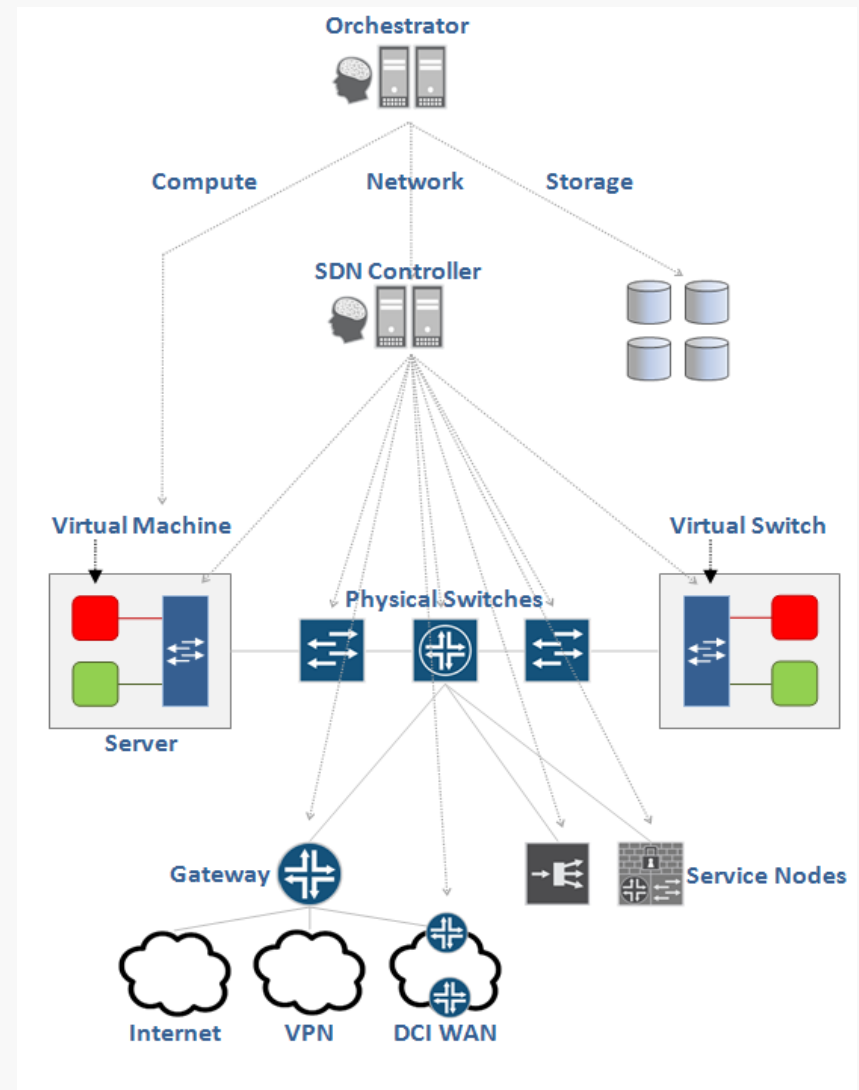 Orchestrator
Compute
Network
Storage
SDN Controller
Virtual Machine
Virtual Switch
Physical Switches
Server
Gateway
Service Nodes
Internet
VPN
DCI WAN